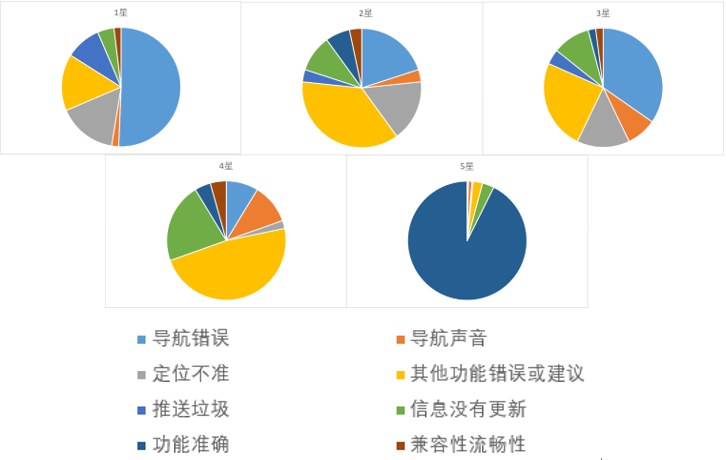 1星
2星
3星
4星
5星
导航错误
导航声音
定位不准
其他功能错误或建议
推送垃圾
信息没有更新
功能准确
兼容性流畅性